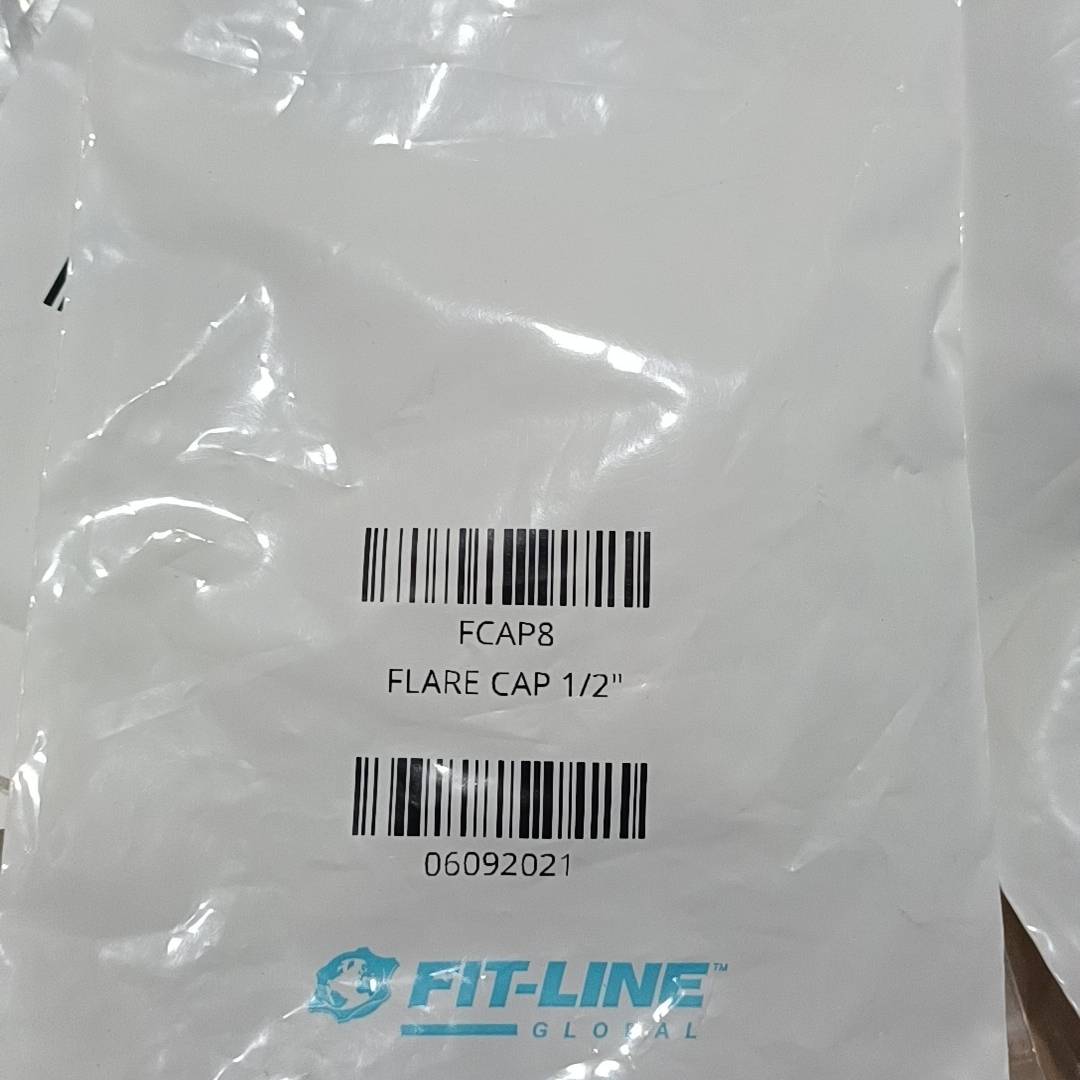 FCAP8
FLARE CAP 1/2"
06092021
FIT-LINE™
GLOBAL